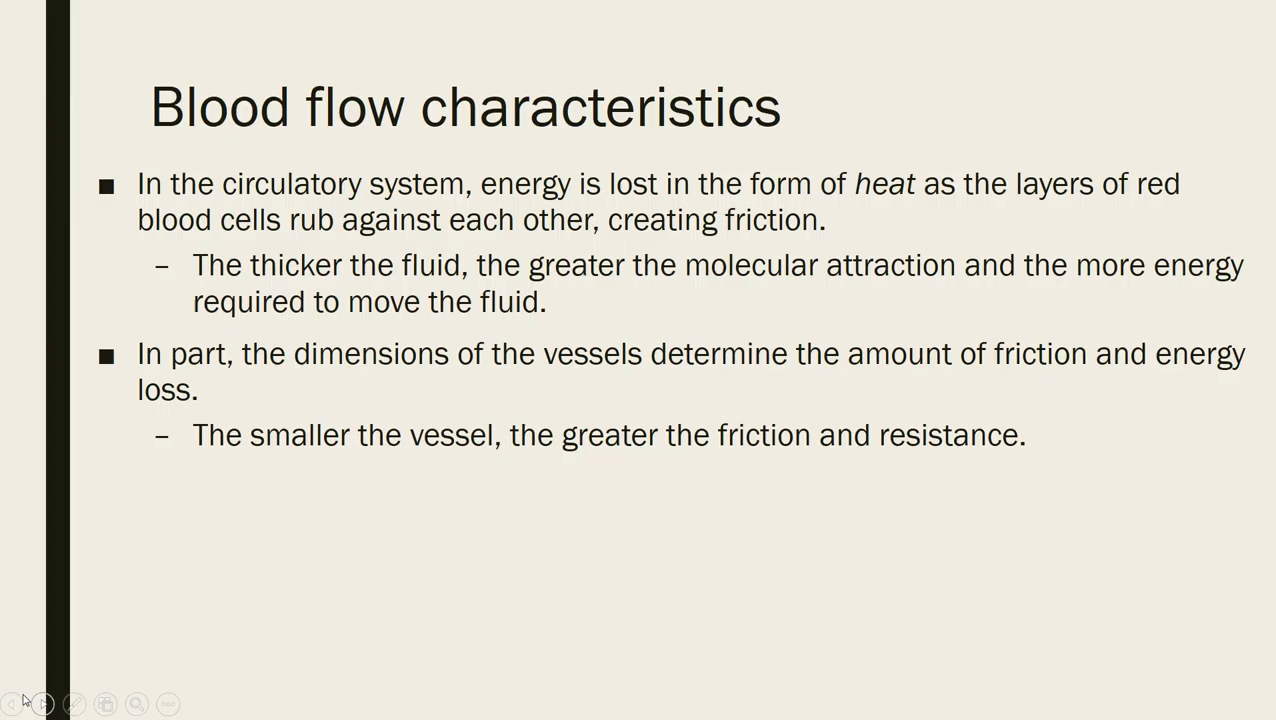 Blood flow characteristics
■ In the circulatory system, energy is lost in the form of heat as the layers of red
blood cells rub against each other, creating friction.
– The thicker the fluid, the greater the molecular attraction and the more energy
required to move the fluid.
■ In part, the dimensions of the vessels determine the amount of friction and energy
loss.
– The smaller the vessel, the greater the friction and resistance.